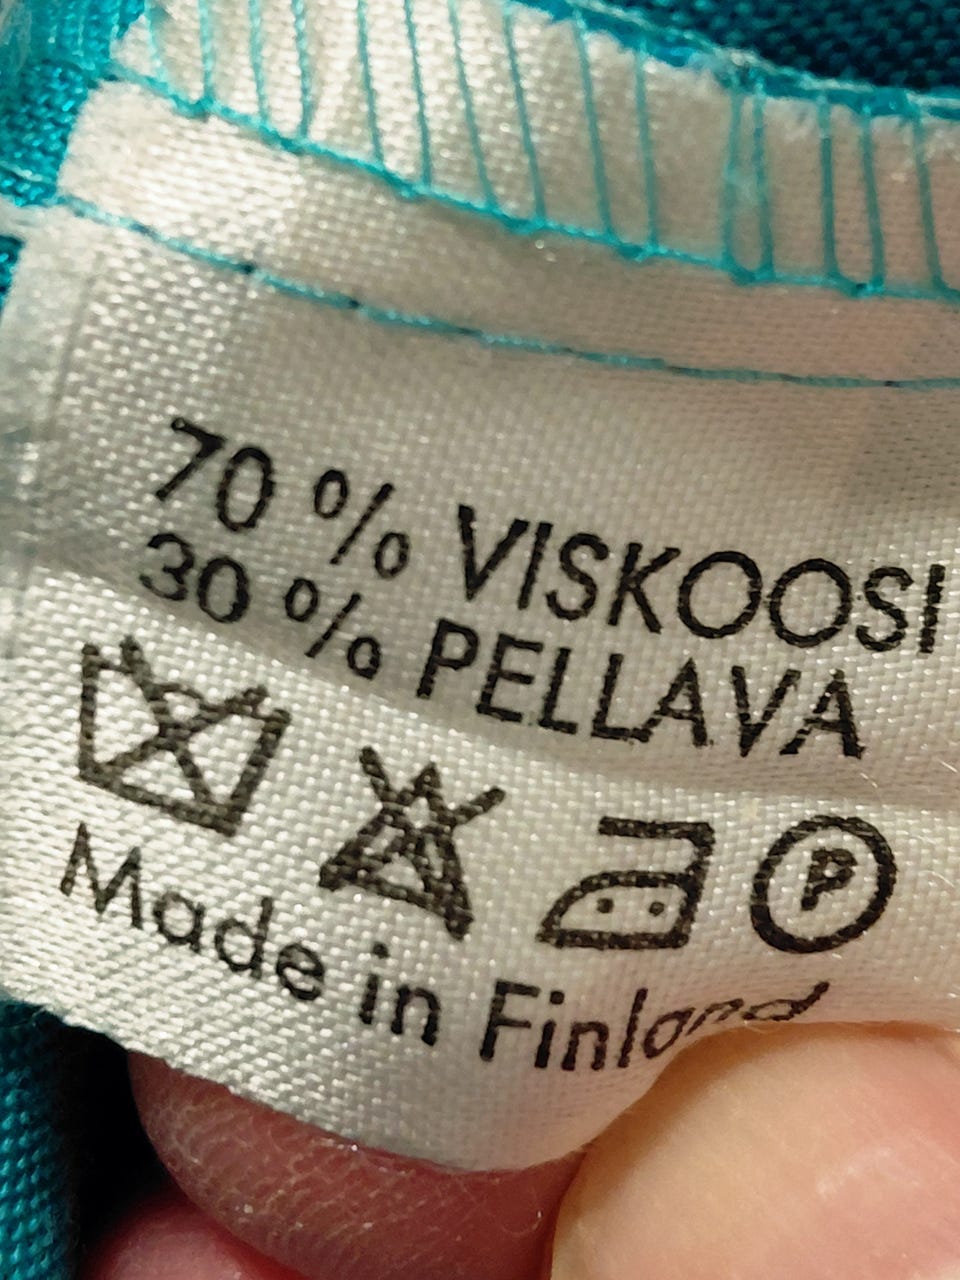 70 % VISKOOSI
30 % PELLAVA
P
Made in Finland